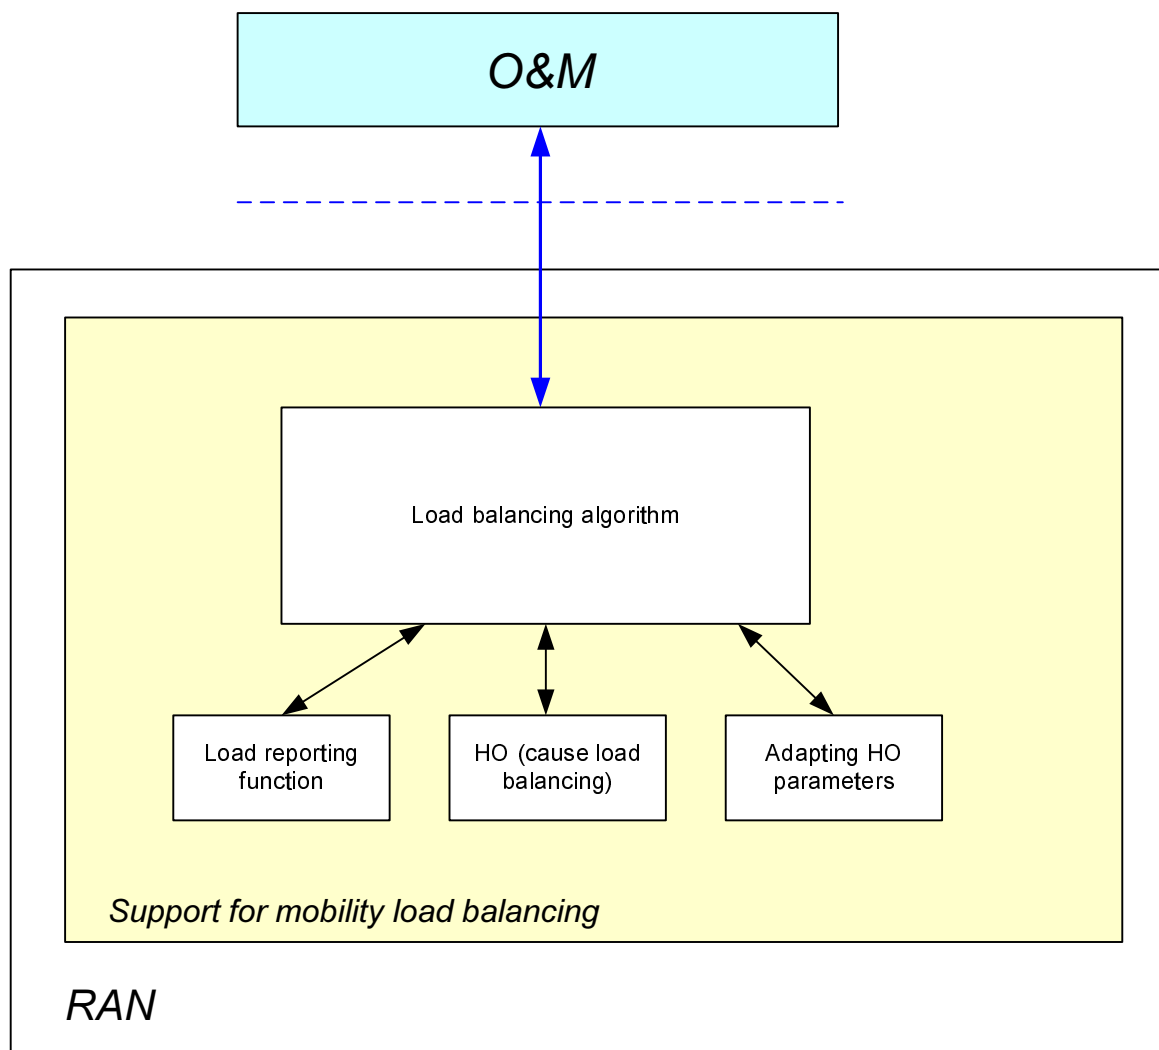 O&M
Load balancing algorithm
Load reporting
function
HO (cause load
balancing)
Adapting HO
parameters
Support for mobility load balancing
RAN